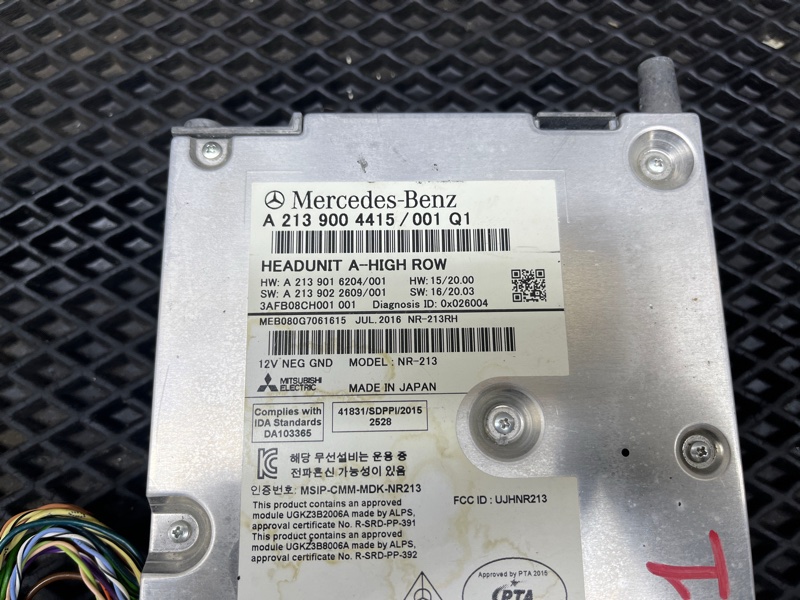 Mercedes-Benz
A 213 900 4415 / 001 Q1
HEADUNIT A-HIGH ROW
HW: A 213 901 6204/001 HW: 15/20.00
SW: A 213 902 2609/001 SW: 16/20.03
3AFB08CH001 001 Diagnosis ID: 0x026004
MEB080G7061615 JUL.2016 NR-213RH
12V NEG GND MODEL: NR-213
MITSUBISHI
ELECTRIC
MADE IN JAPAN
Complies with
IDA Standards
DA103365
41831/SDPPI/2015
2528
해당 무선설비는 운용 중
전파혼신 가능성이 있음
인증번호: MSIP-CMM-MDK-NR213
FCC ID : UJHNR213
This product contains an approved
module UGKZ3B2006A made by ALPS,
approval certificate No. R-SRD-PP-391
This product contains an approved
module UGKZ3B8006A made by ALPS,
approval certificate No. R-SRD-PP-392
Approved by PTA 2015
PTA
1